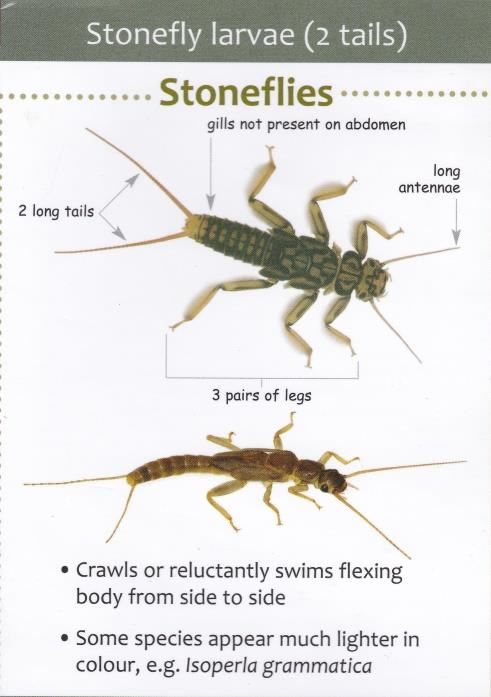 Stonefly larvae (2 tails)
Stoneflies
gills not present on abdomen
long
antennae
2 long tails
3 pairs of legs
• Crawls or reluctantly swims flexing
body from side to side
• Some species appear much lighter in
colour, e.g. Isoperla grammatica